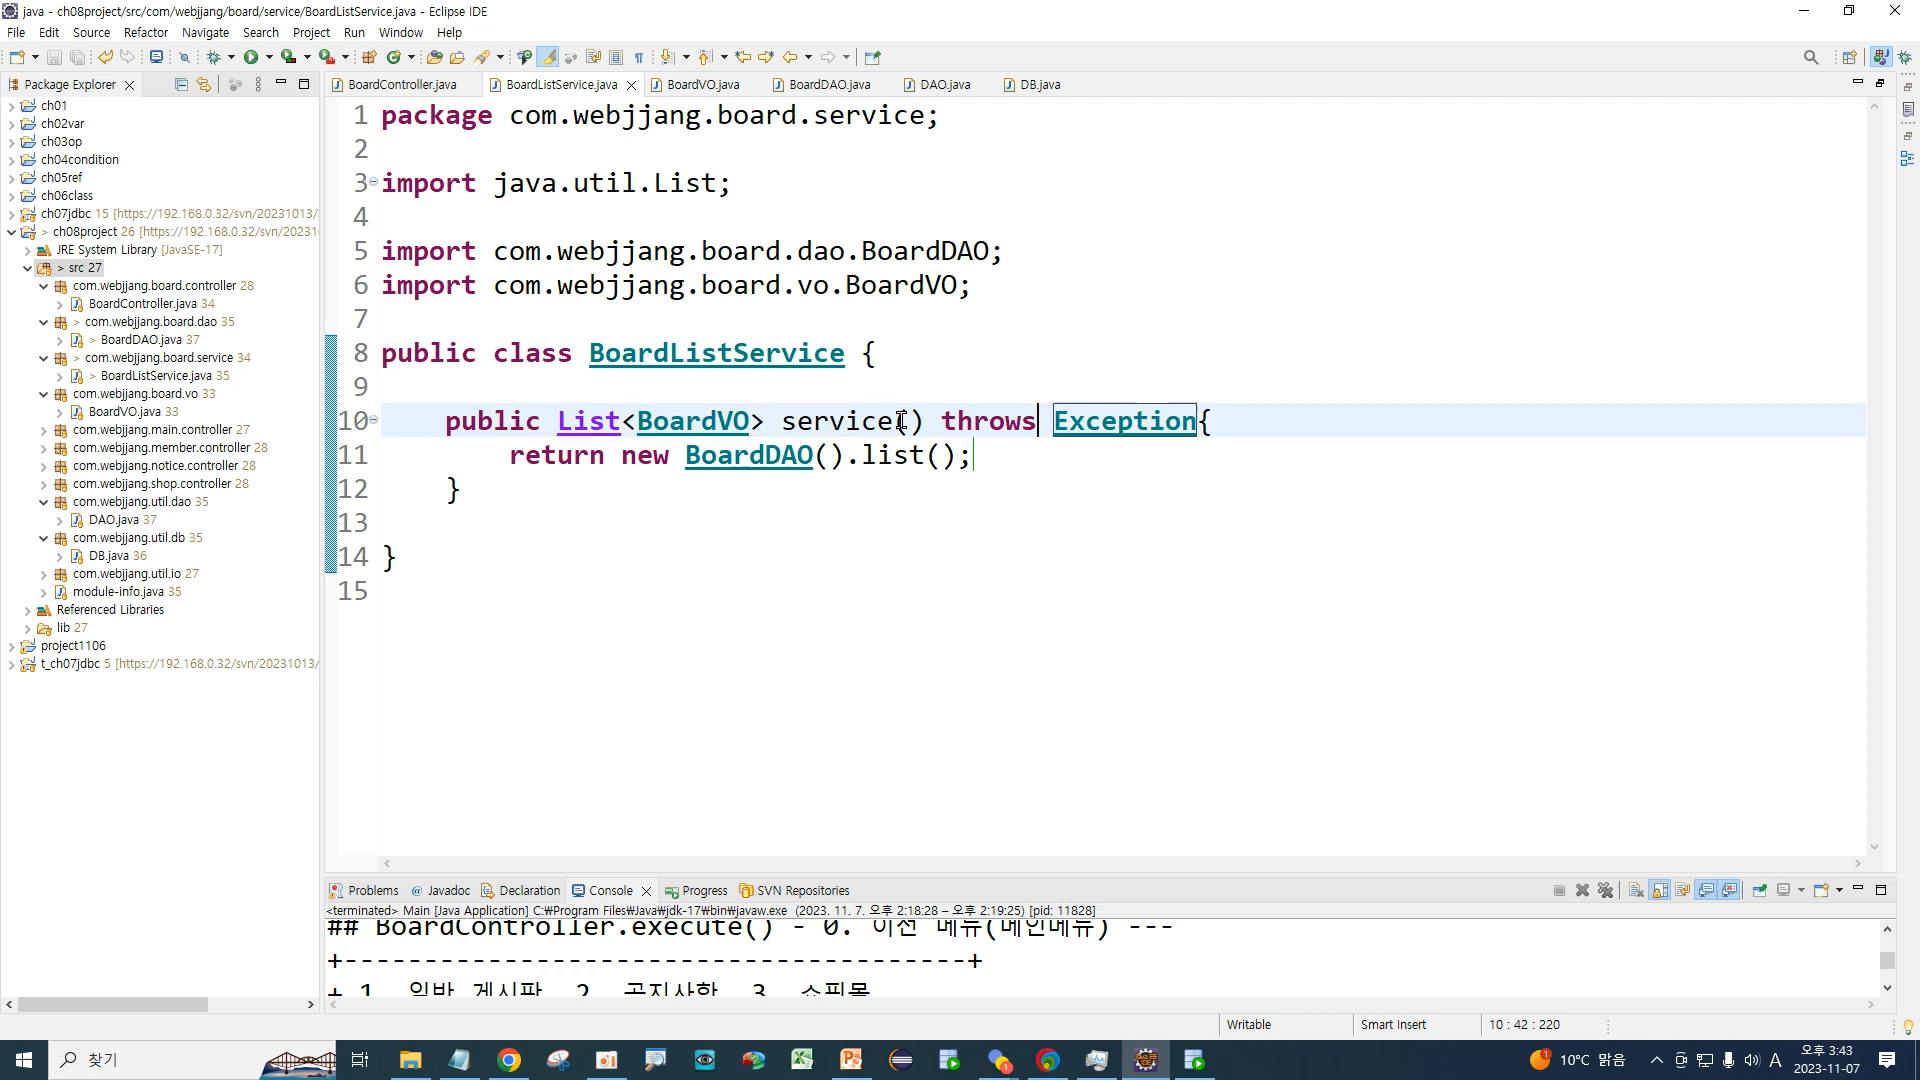 java - ch08project/src/com/webjjang/board/service/BoardListService.java - Eclipse IDE
File Edit Source Refactor Navigate Search Project Run Window Help
Package Explorer
BoardController.java BoardListService.java BoardVO.java BoardDAO.java DAO.java DB.java
ch01
ch02var
ch03op
ch04condition
ch05ref
ch06class
ch07jdbc 15 [https://192.168.0.32/svn/20231013/
> ch08project 26 [https://192.168.0.32/svn/20231
JRE System Library [JavaSE-17]
> src 27
com.webjjang.board.controller 28
BoardController.java 34
> com.webjjang.board.dao 35
> BoardDAO.java 37
> com.webjjang.board.service 34
> BoardListService.java 35
com.webjjang.board.vo 33
BoardVO.java 33
com.webjjang.main.controller 27
com.webjjang.member.controller 28
com.webjjang.notice.controller 28
com.webjjang.shop.controller 28
com.webjjang.util.dao 35
DAO.java 37
com.webjjang.util.db 35
DB.java 36
com.webjjang.util.io 27
module-info.java 35
Referenced Libraries
lib 27
project1106
t_ch07jdbc 5 [https://192.168.0.32/svn/20231013/
1 package com.webjjang.board.service;
2
3 import java.util.List;
4
5 import com.webjjang.board.dao.BoardDAO;
6 import com.webjjang.board.vo.BoardVO;
7
8 public class BoardListService {
9
10 public List<BoardVO> service() throws Exception{
11 return new BoardDAO().list();
12 }
13
14 }
15
Problems Javadoc Declaration Console Progress SVN Repositories
<terminated> Main [Java Application] C:₩Program Files₩Java₩jdk-17₩bin₩javaw.exe (2023. 11. 7. 오후 2:18:28 – 오후 2:19:25) [pid: 11828]
## BoardController.execute() - 0. 이전 메뉴(메인메뉴) ---
+---------------------------------------+
+ 1. 일반 게시판 2. 공지사항 3. 쇼핑몰
Writable Smart Insert 10 : 42 : 220
찾기
10°C 맑음
A
오후 3:43
2023-11-07